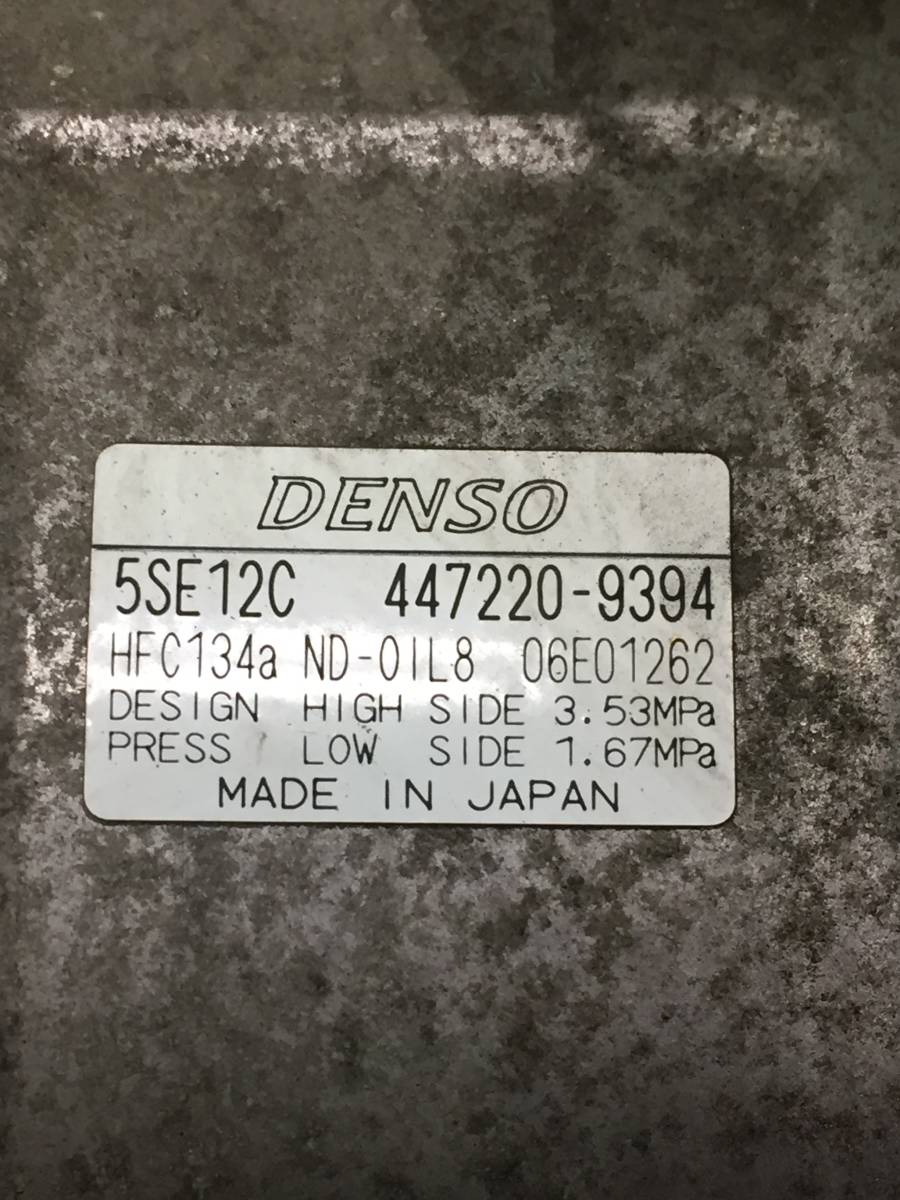 DENSO
5SE12C 447220-9394
HFC134a ND-OIL8 06E01262
DESIGN HIGH SIDE 3.53MPa
PRESS LOW SIDE 1.67MPa
MADE IN JAPAN